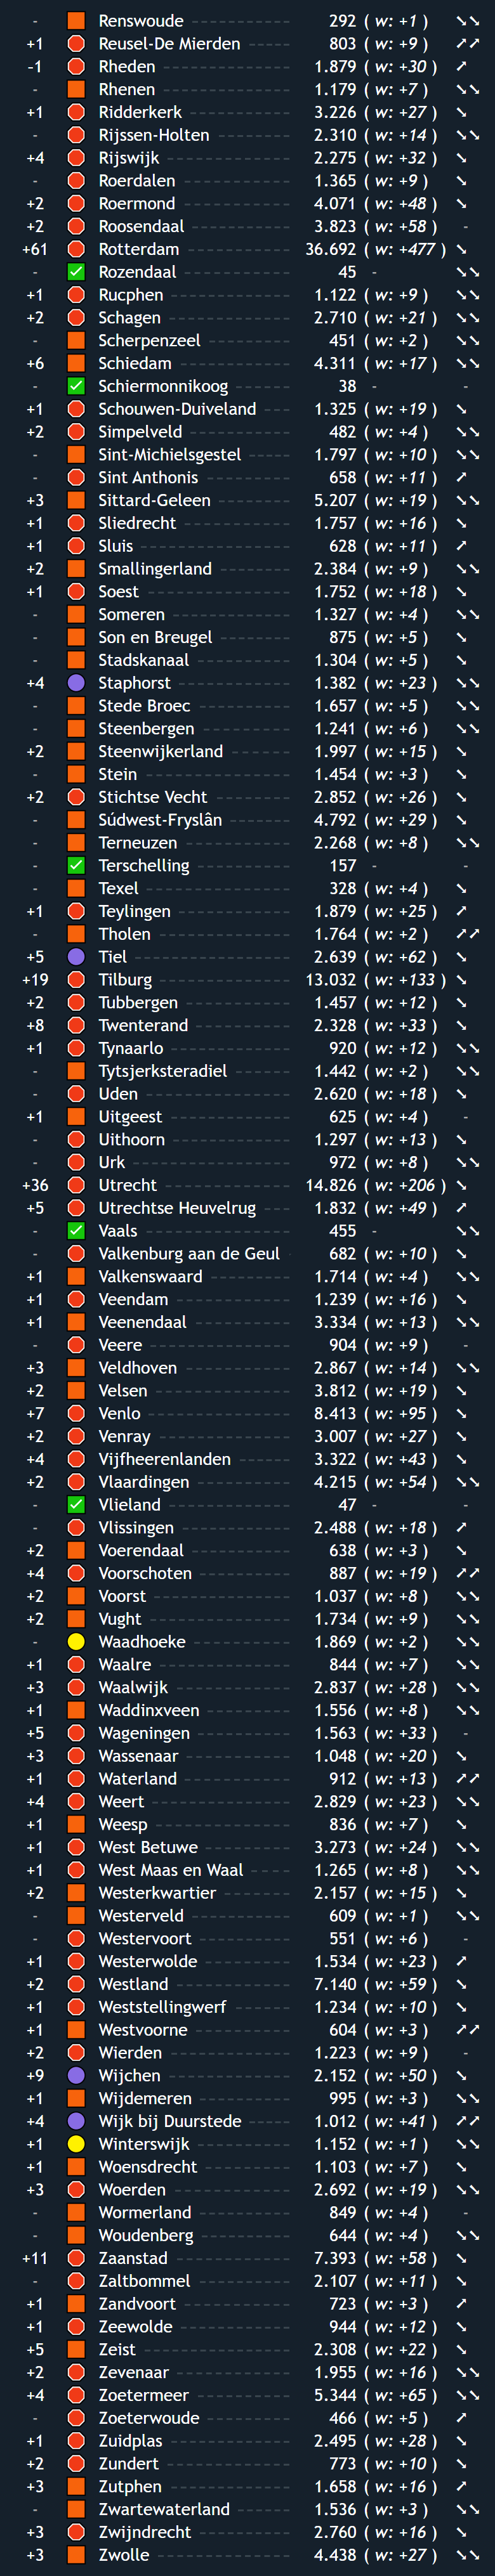 - Renswoude 292 ( w: +1 )
+1 Reusel-De Mierden 803 ( w: +9 )
-1 Rheden 1.879 ( w: +30 )
- Rhenen 1.179 ( w: +7 )
+1 Ridderkerk 3.226 ( w: +27 )
- Rijssen-Holten 2.310 ( w: +14 )
+4 Rijswijk 2.275 ( w: +32 )
- Roerdalen 1.365 ( w: +9 )
+2 Roermond 4.071 ( w: +48 )
+2 Roosendaal 3.823 ( w: +58 ) -
+61 Rotterdam 36.692 ( w: +477 )
- Rozendaal 45 -
+1 Rucphen 1.122 ( w: +9 )
+2 Schagen 2.710 ( w: +21 )
- Scherpenzeel 451 ( w: +2 )
+6 Schiedam 4.311 ( w: +17 )
- Schiermonnikoog 38 - -
+1 Schouwen-Duiveland 1.325 ( w: +19 )
+2 Simpelveld 482 ( w: +4 )
- Sint-Michielsgestel 1.797 ( w: +10 )
- Sint Anthonis 658 ( w: +11 )
+3 Sittard-Geleen 5.207 ( w: +19 )
+1 Sliedrecht 1.757 ( w: +16 )
+1 Sluis 628 ( w: +11 )
+2 Smallingerland 2.384 ( w: +9 )
+1 Soest 1.752 ( w: +18 )
- Someren 1.327 ( w: +4 )
- Son en Breugel 875 ( w: +5 )
- Stadskanaal 1.304 ( w: +5 )
+4 Staphorst 1.382 ( w: +23 )
- Stede Broec 1.657 ( w: +5 )
- Steenbergen 1.241 ( w: +6 )
+2 Steenwijkerland 1.997 ( w: +15 )
- Stein 1.454 ( w: +3 )
+2 Stichtse Vecht 2.852 ( w: +26 )
- Súdwest-Fryslân 4.792 ( w: +29 )
- Terneuzen 2.268 ( w: +8 )
- Terschelling 157 - -
- Texel 328 ( w: +4 )
+1 Teylingen 1.879 ( w: +25 )
- Tholen 1.764 ( w: +2 )
+5 Tiel 2.639 ( w: +62 )
+19 Tilburg 13.032 ( w: +133 )
+2 Tubbergen 1.457 ( w: +12 )
+8 Twenterand 2.328 ( w: +33 )
+1 Tynaarlo 920 ( w: +12 )
- Tytsjerksteradiel 1.442 ( w: +2 )
- Uden 2.620 ( w: +18 )
+1 Uitgeest 625 ( w: +4 ) -
- Uithoorn 1.297 ( w: +13 )
- Urk 972 ( w: +8 )
+36 Utrecht 14.826 ( w: +206 )
+5 Utrechtse Heuvelrug 1.832 ( w: +49 )
- Vaals 455 -
- Valkenburg aan de Geul 682 ( w: +10 )
+1 Valkenswaard 1.714 ( w: +4 )
+1 Veendam 1.239 ( w: +16 )
+1 Veenendaal 3.334 ( w: +13 )
- Veere 904 ( w: +9 ) -
+3 Veldhoven 2.867 ( w: +14 )
+2 Velsen 3.812 ( w: +19 )
+7 Venlo 8.413 ( w: +95 )
+2 Venray 3.007 ( w: +27 )
+4 Vijfheerenlanden 3.322 ( w: +43 )
+2 Vlaardingen 4.215 ( w: +54 )
- Vlieland 47 - -
- Vlissingen 2.488 ( w: +18 )
+2 Voerendaal 638 ( w: +3 )
+4 Voorschoten 887 ( w: +19 )
+2 Voorst 1.037 ( w: +8 )
+2 Vught 1.734 ( w: +9 )
- Waadhoeke 1.869 ( w: +2 )
+1 Waalre 844 ( w: +7 )
+3 Waalwijk 2.837 ( w: +28 )
+1 Waddinxveen 1.556 ( w: +8 )
+5 Wageningen 1.563 ( w: +33 ) -
+3 Wassenaar 1.048 ( w: +20 )
+1 Waterland 912 ( w: +13 )
+4 Weert 2.829 ( w: +23 )
+1 Weesp 836 ( w: +7 )
+1 West Betuwe 3.273 ( w: +24 )
+1 West Maas en Waal 1.265 ( w: +8 )
+2 Westerkwartier 2.157 ( w: +15 )
- Westerveld 609 ( w: +1 )
- Westervoort 551 ( w: +6 ) -
+1 Westerwolde 1.534 ( w: +23 )
+2 Westland 7.140 ( w: +59 )
+1 Weststellingwerf 1.234 ( w: +10 )
+1 Westvoorne 604 ( w: +3 )
+2 Wierden 1.223 ( w: +9 ) -
+9 Wijchen 2.152 ( w: +50 )
+1 Wijdemeren 995 ( w: +3 )
+4 Wijk bij Duurstede 1.012 ( w: +41 )
+1 Winterswijk 1.152 ( w: +1 )
+1 Woensdrecht 1.103 ( w: +7 )
+3 Woerden 2.692 ( w: +19 )
- Wormerland 849 ( w: +4 ) -
- Woudenberg 644 ( w: +4 )
+11 Zaanstad 7.393 ( w: +58 )
- Zaltbommel 2.107 ( w: +11 )
+1 Zandvoort 723 ( w: +3 )
+1 Zeewolde 944 ( w: +12 )
+5 Zeist 2.308 ( w: +22 )
+2 Zevenaar 1.955 ( w: +16 )
+4 Zoetermeer 5.344 ( w: +65 )
- Zoeterwoude 466 ( w: +5 )
+1 Zuidplas 2.495 ( w: +28 )
+2 Zundert 773 ( w: +10 )
+3 Zutphen 1.658 ( w: +16 )
- Zwartewaterland 1.536 ( w: +3 )
+3 Zwijndrecht 2.760 ( w: +16 )
+3 Zwolle 4.438 ( w: +27 )